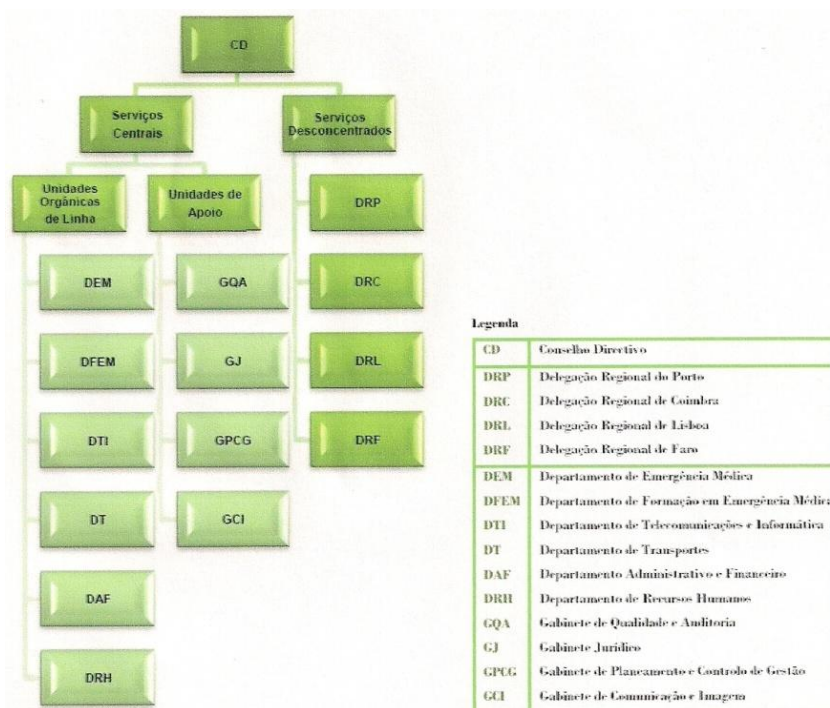 CD
Serviços
Centrais
Serviços
Desconcentrados
Unidades
Orgânicas
de Linha
Unidades de
Apoio
DRP
DEM
GQA
DRC
DFEM
GJ
DRL
DTI
GPCG
DRF
DT
GCI
DAF
DRH
Legenda
CD Conselho Directivo
DRP Delegação Regional do Porto
DRC Delegação Regional de Coimbra
DRL Delegação Regional de Lisboa
DRF Delegação Regional de Faro
DEM Departamento de Emergência Médica
DFEM Departamento de Formação em Emergência Médica
DTI Departamento de Telecomunicações e Informática
DT Departamento de Transportes
DAF Departamento Administrativo e Financeiro
DRH Departamento de Recursos Humanos
GQA Gabinete de Qualidade e Auditoria
GJ Gabinete Jurídico
GPCG Gabinete de Planeamento e Controlo de Gestão
GCI Gabinete de Comunicação e Imagem